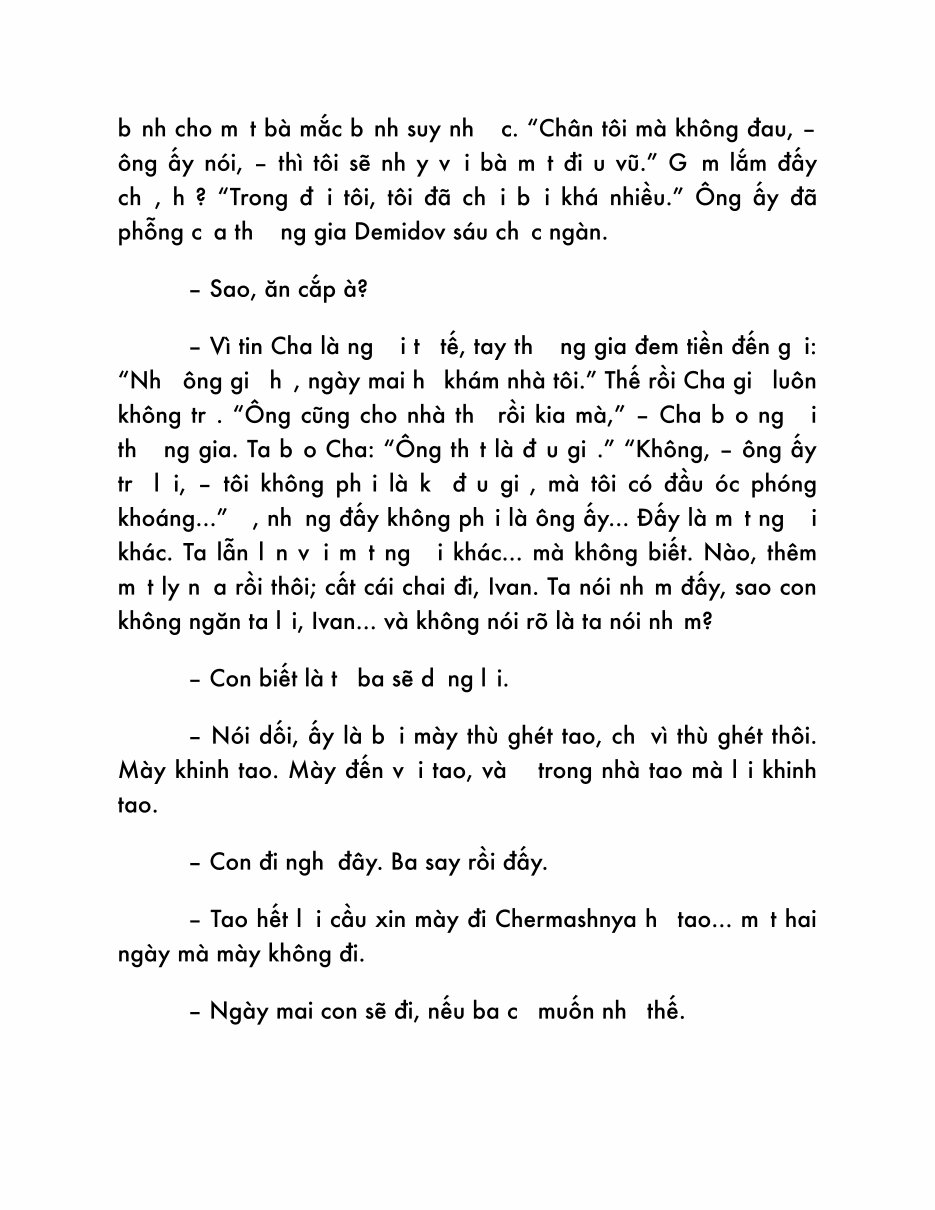 b nh cho m t bà mắc b nh suy nh c. “Chân tôi mà không đau, –
ông ấy nói, – thì tôi sẽ nh y v i bà m t đi u vũ.” G m lắm đấy
ch , h ? “Trong đ i tôi, tôi đã ch i b i khá nhiều.” Ông ấy đã
phỗng c a th ng gia Demidov sáu ch c ngàn.
– Sao, ăn cắp à?
– Vì tin Cha là ng i t tế, tay th ng gia đem tiền đến g i:
“Nh ông gi h , ngày mai h khám nhà tôi.” Thế rồi Cha gi luôn
không tr . “Ông cũng cho nhà th rồi kia mà,” – Cha b o ng i
th ng gia. Ta b o Cha: “Ông th t là đ u gi .” “Không, – ông ấy
tr l i, – tôi không ph i là k đ u gi , mà tôi có đầu óc phóng
khoáng...” , nh ng đấy không ph i là ông ấy... Đấy là m t ng i
khác. Ta lẫn l n v i m t ng i khác... mà không biết. Nào, thêm
m t ly n a rồi thôi; cất cái chai đi, Ivan. Ta nói nh m đấy, sao con
không ngăn ta l i, Ivan... và không nói rõ là ta nói nh m?
– Con biết là t ba sẽ d ng l i.
– Nói dối, ấy là b i mày thù ghét tao, ch vì thù ghét thôi.
Mày khinh tao. Mày đến v i tao, và trong nhà tao mà l i khinh
tao.
– Con đi ngh đây. Ba say rồi đấy.
– Tao hết l i cầu xin mày đi Chermashnya h tao... m t hai
ngày mà mày không đi.
– Ngày mai con sẽ đi, nếu ba c muốn nh thế.